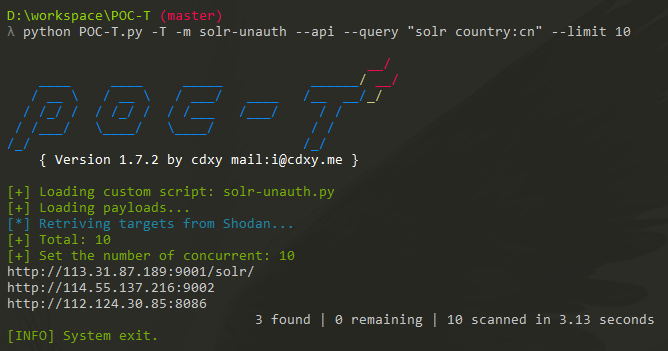 D:\workspace\POC-T (master)
λ python POC-T.py -T -m solr-unauth --api --query "solr country:cn" --limit 10
POC-T
{ Version 1.7.2 by cdxy mail:i@cdxy.me }
[+] Loading custom script: solr-unauth.py
[+] Loading payloads...
[*] Retriving targets from Shodan...
[+] Total: 10
[+] Set the number of concurrent: 10
http://113.31.87.189:9001/solr/
http://114.55.137.216:9002
http://112.124.30.85:8086
3 found | 0 remaining | 10 scanned in 3.13 seconds
[INFO] System exit.